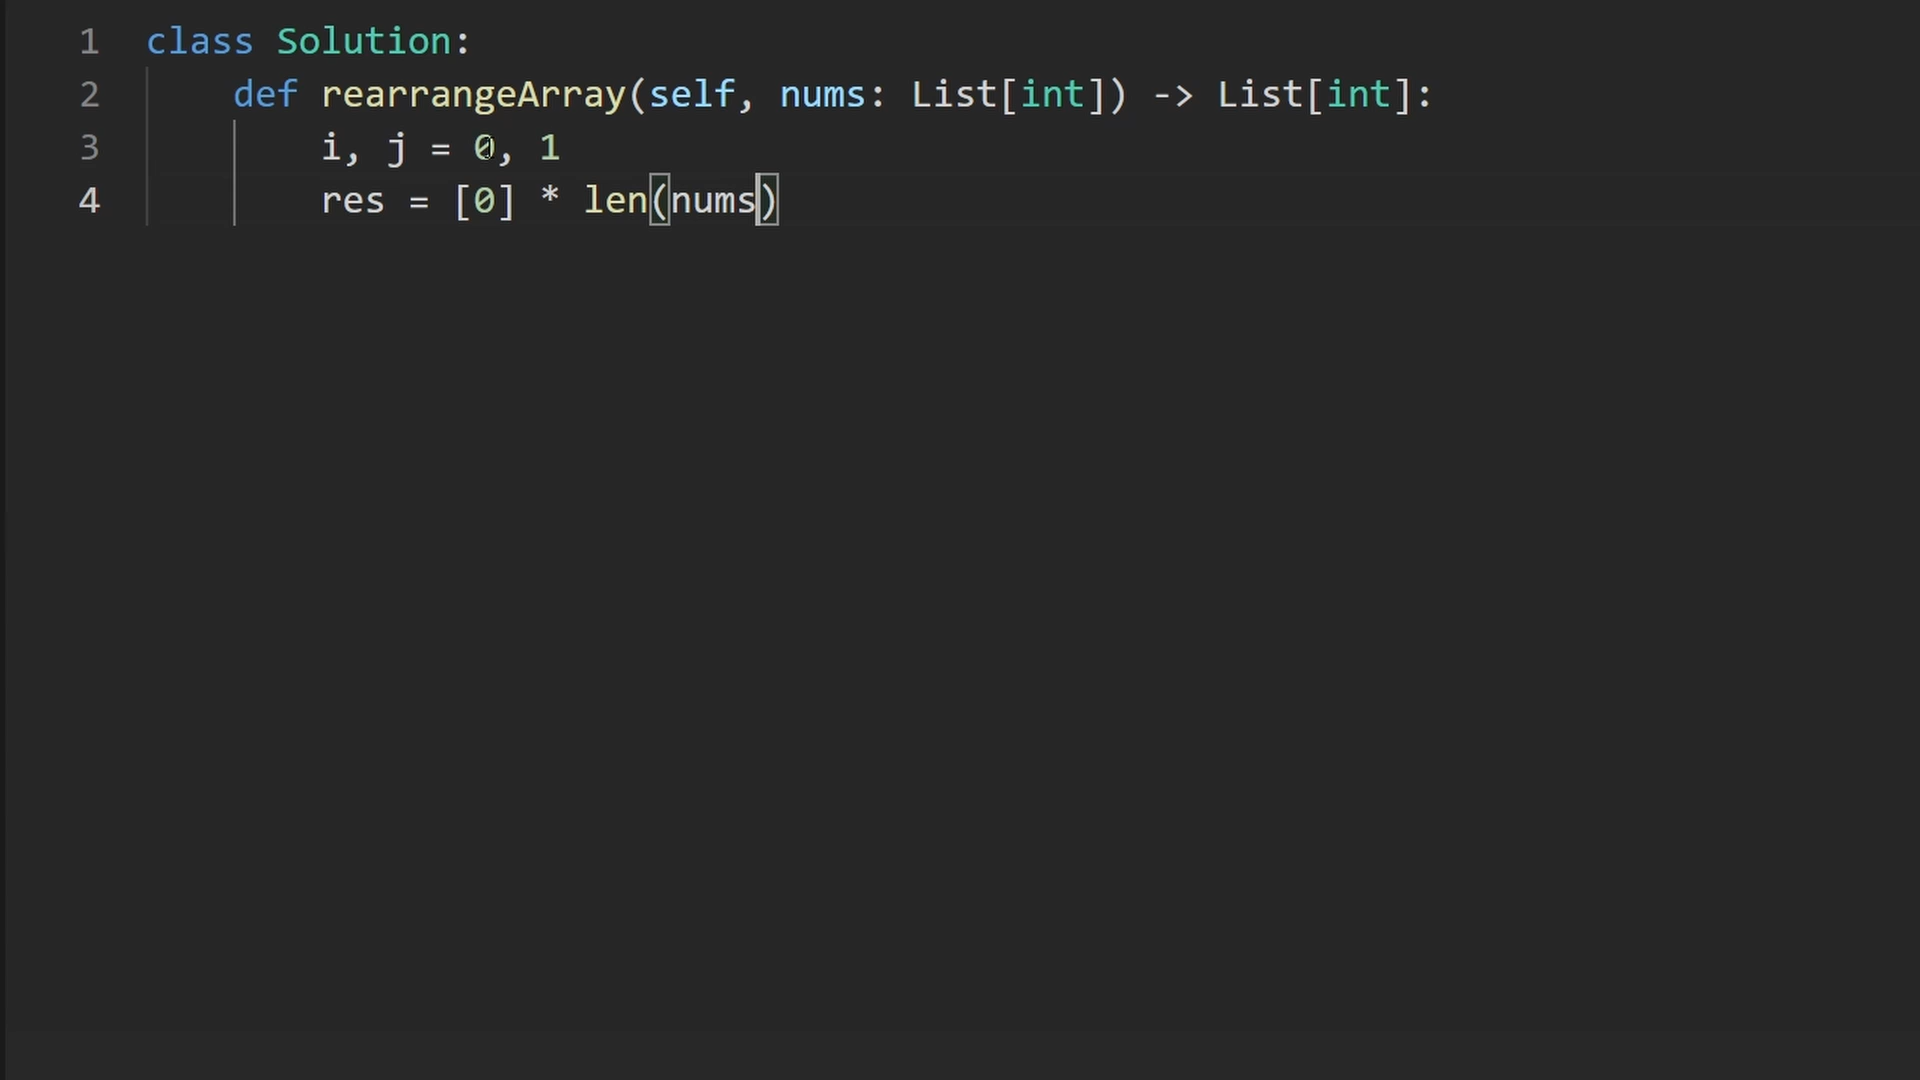 1 class Solution:
2 def rearrangeArray(self, nums: List[int]) -> List[int]:
3 i, j = 0, 1
4 res = [0] * len(nums)